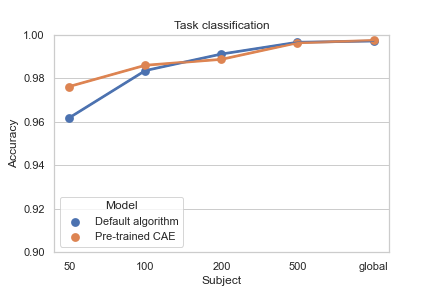 Task classification
1.00
0.98
0.96
0.94
0.92
0.90
Accuracy
Model
Default algorithm
Pre-trained CAE
50 100 200 500 global
Subject